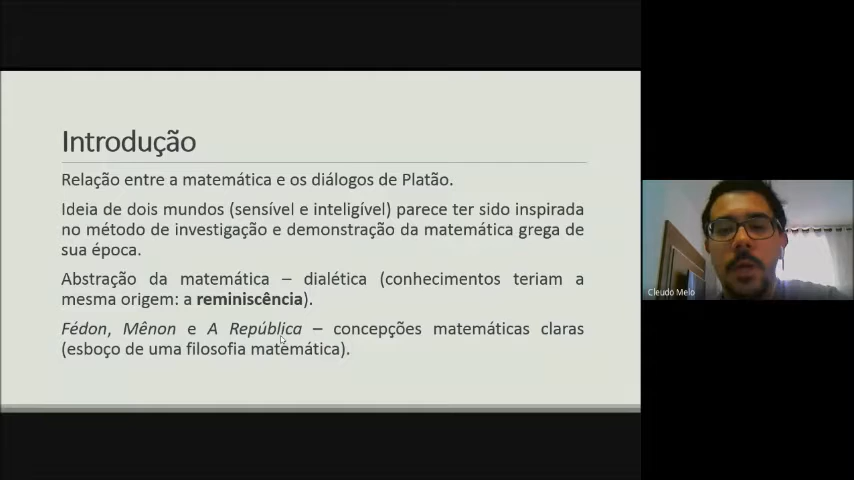 Introdução
Relação entre a matemática e os diálogos de Platão.
Ideia de dois mundos (sensível e inteligível) parece ter sido inspirada
no método de investigação e demonstração da matemática grega de
sua época.
Abstração da matemática – dialética (conhecimentos teriam a
mesma origem: a reminiscência).
Fédon, Mênon e A República – concepções matemáticas claras
(esboço de uma filosofia matemática).
Cleudo Melo